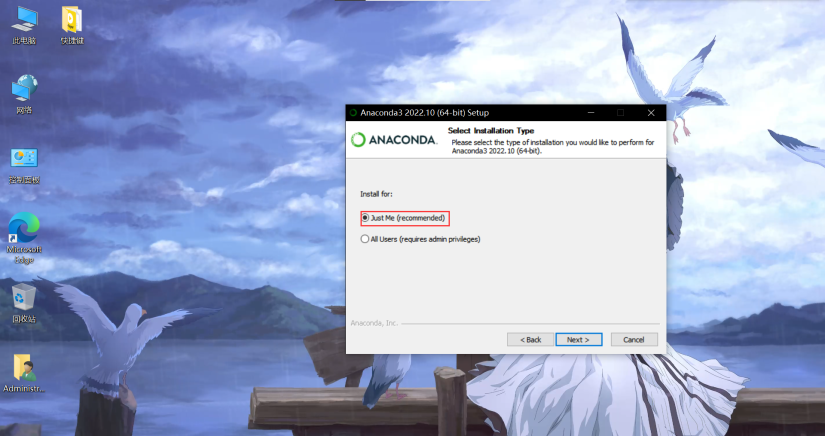 此电脑
快捷键
网络
控制面板
Microsoft
Edge
回收站
Administr...
Anaconda3 2022.10 (64-bit) Setup
ANACONDA.
Select Installation Type
Please select the type of installation you would like to perform for
Anaconda3 2022.10 (64-bit).
Install for:
Just Me (recommended)
All Users (requires admin privileges)
Anaconda, Inc.
< Back
Next >
Cancel